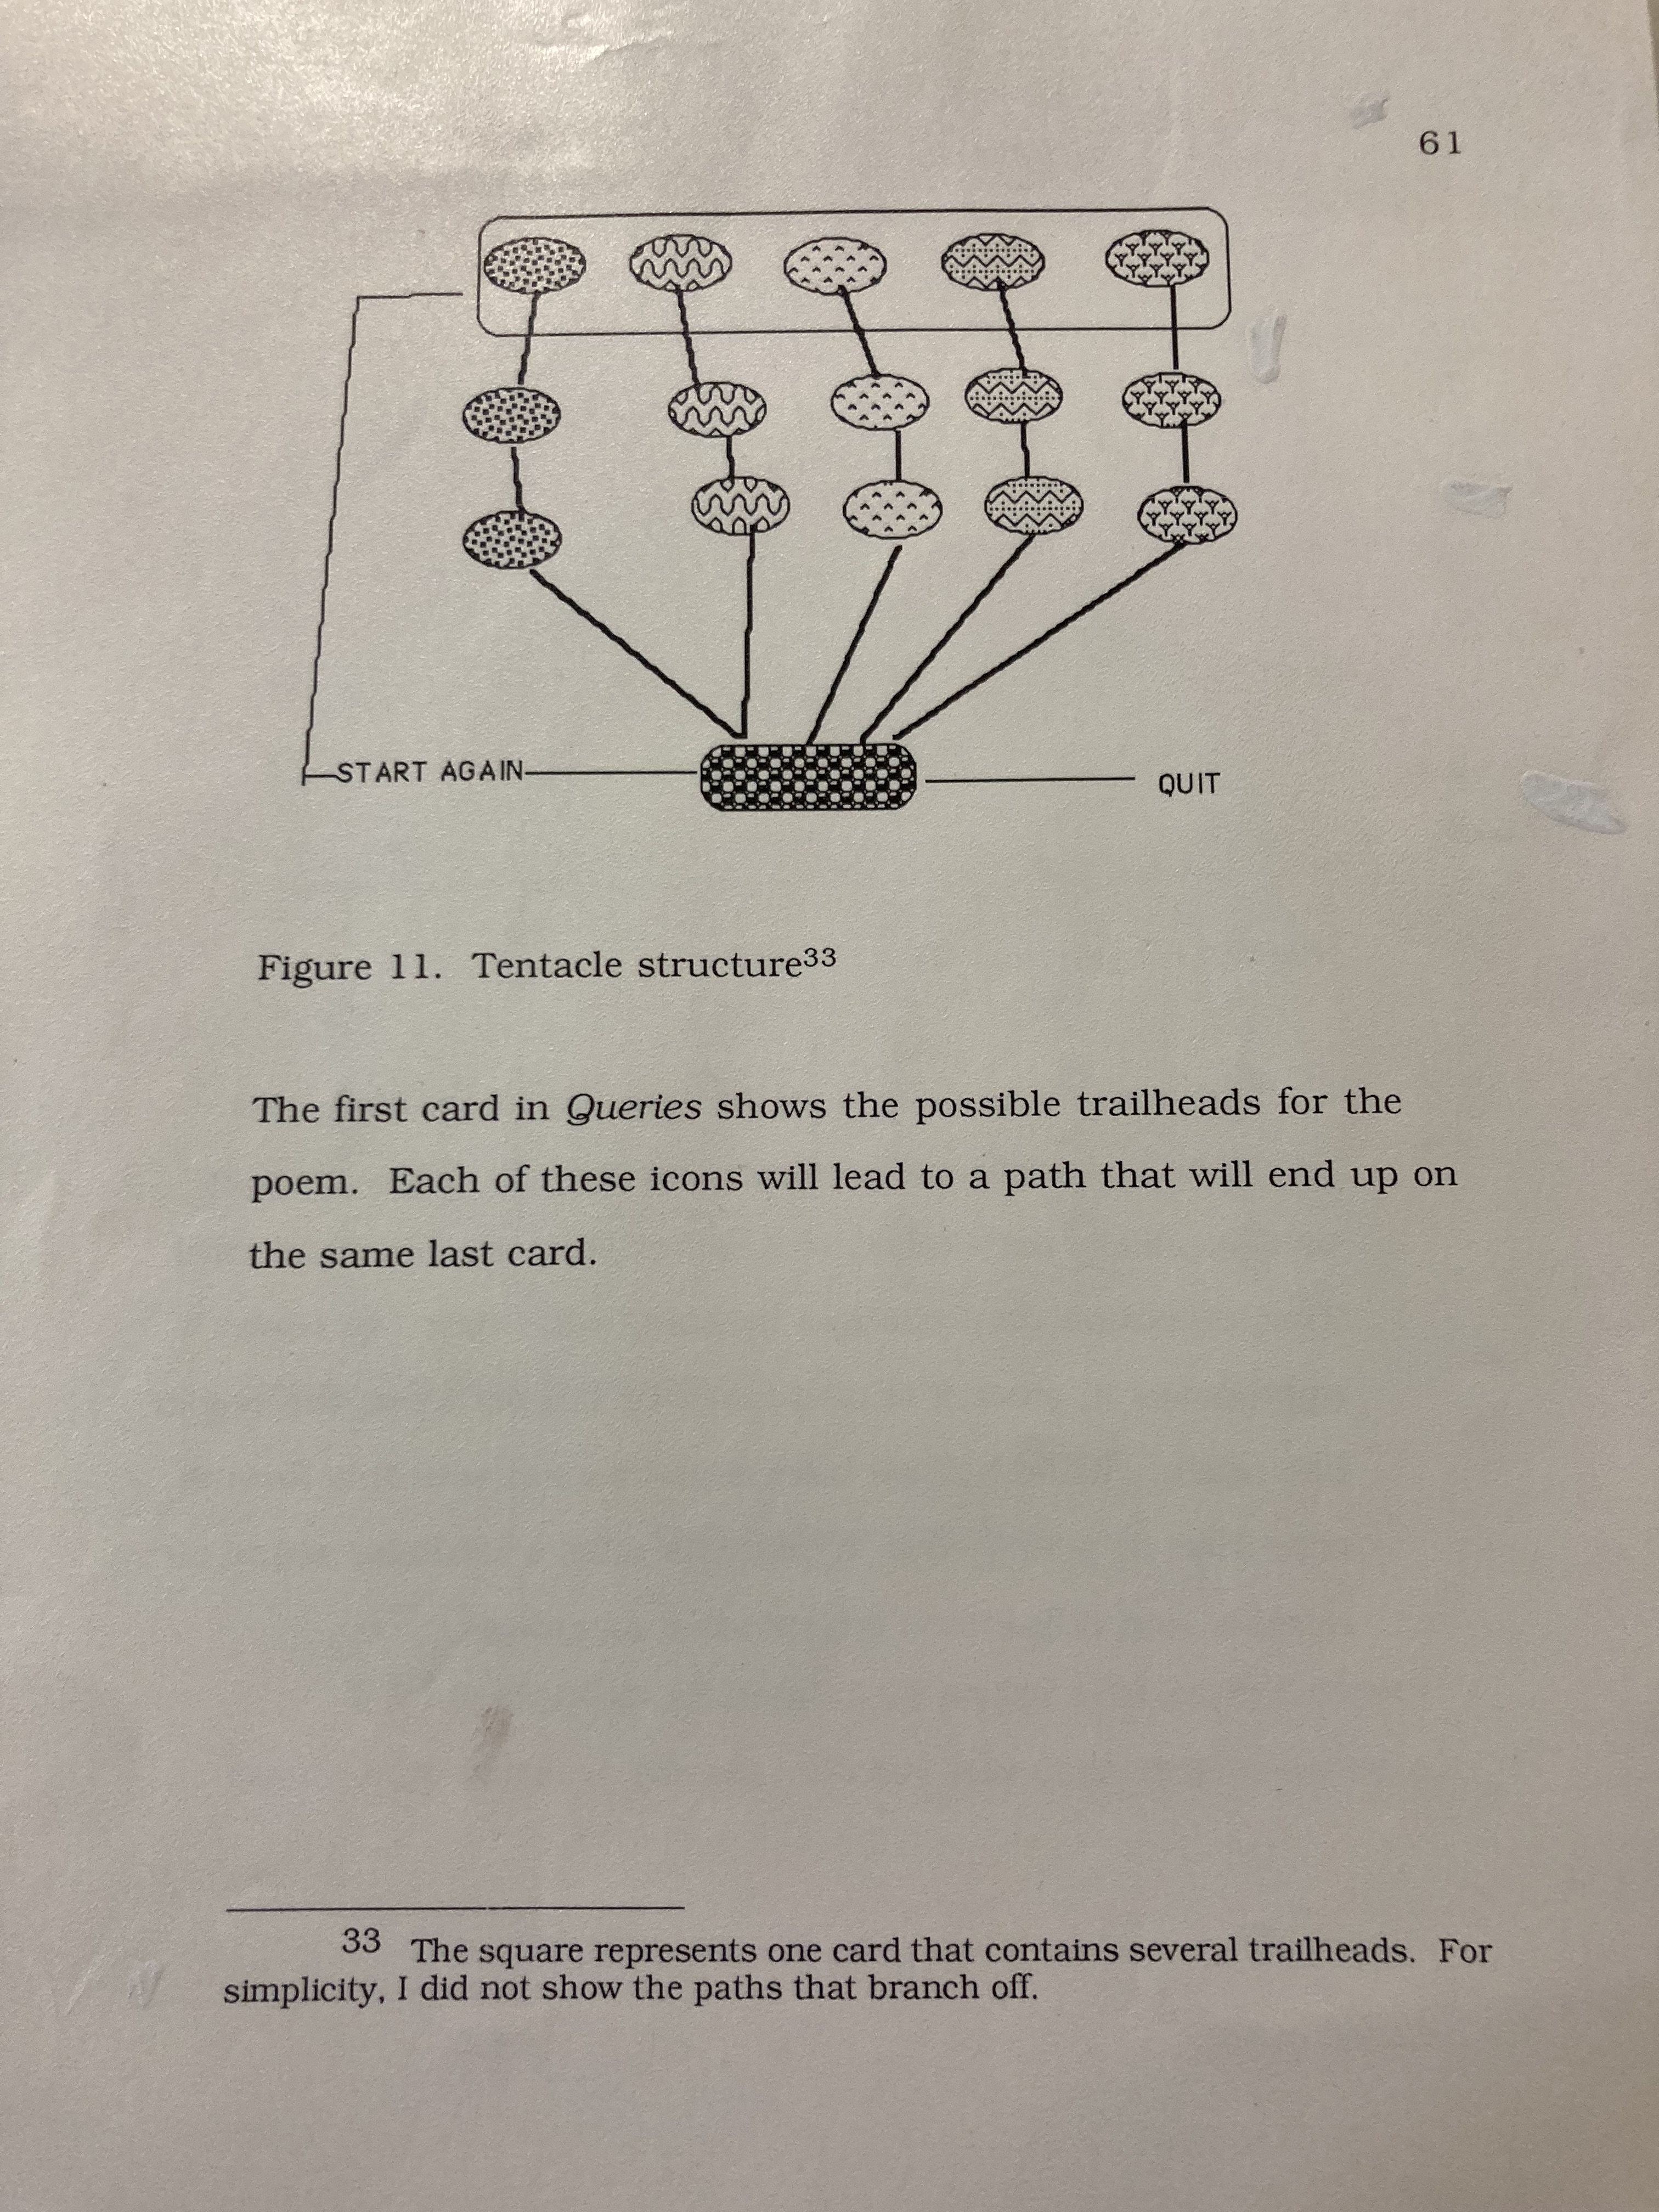 61
START AGAIN
QUIT
Figure 11. Tentacle structure33
The first card in Queries shows the possible trailheads for the
poem. Each of these icons will lead to a path that will end up on
the same last card.
33 The square represents one card that contains several trailheads. For
simplicity, I did not show the paths that branch off.